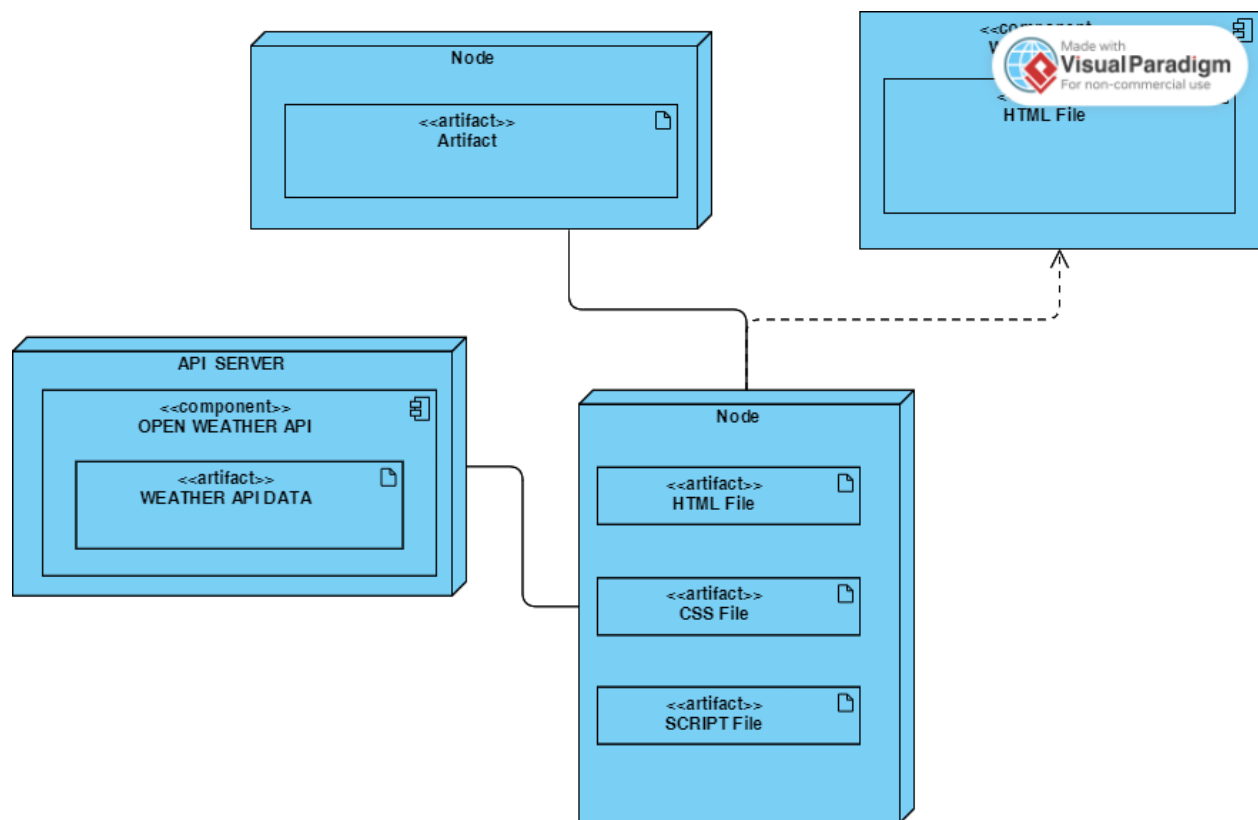 Node
<<artifact>>
Artifact
<<component
W
Made with
Visual Paradigm
For non-commercial use
HTML File
API SERVER
<<component>>
OPEN WEATHER API
<<artifact>>
WEATHER API DATA
Node
<<artifact>>
HTML File
<<artifact>>
CSS File
<<artifact>>
SCRIPT File